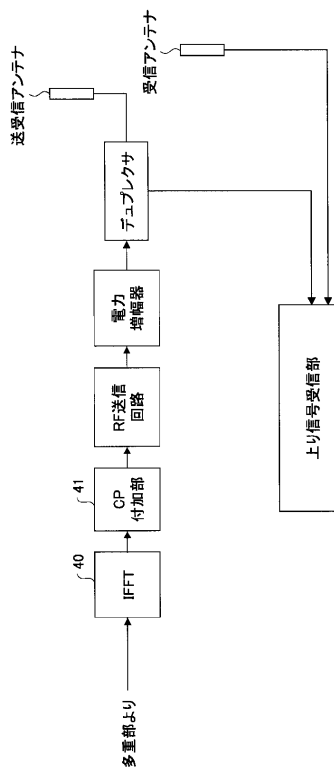 多重部より
40
IFFT
41
CP
付加部
RF送信
回路
電力
増幅器
デュプレクサ
送受信アンテナ
受信アンテナ
上り信号受信部